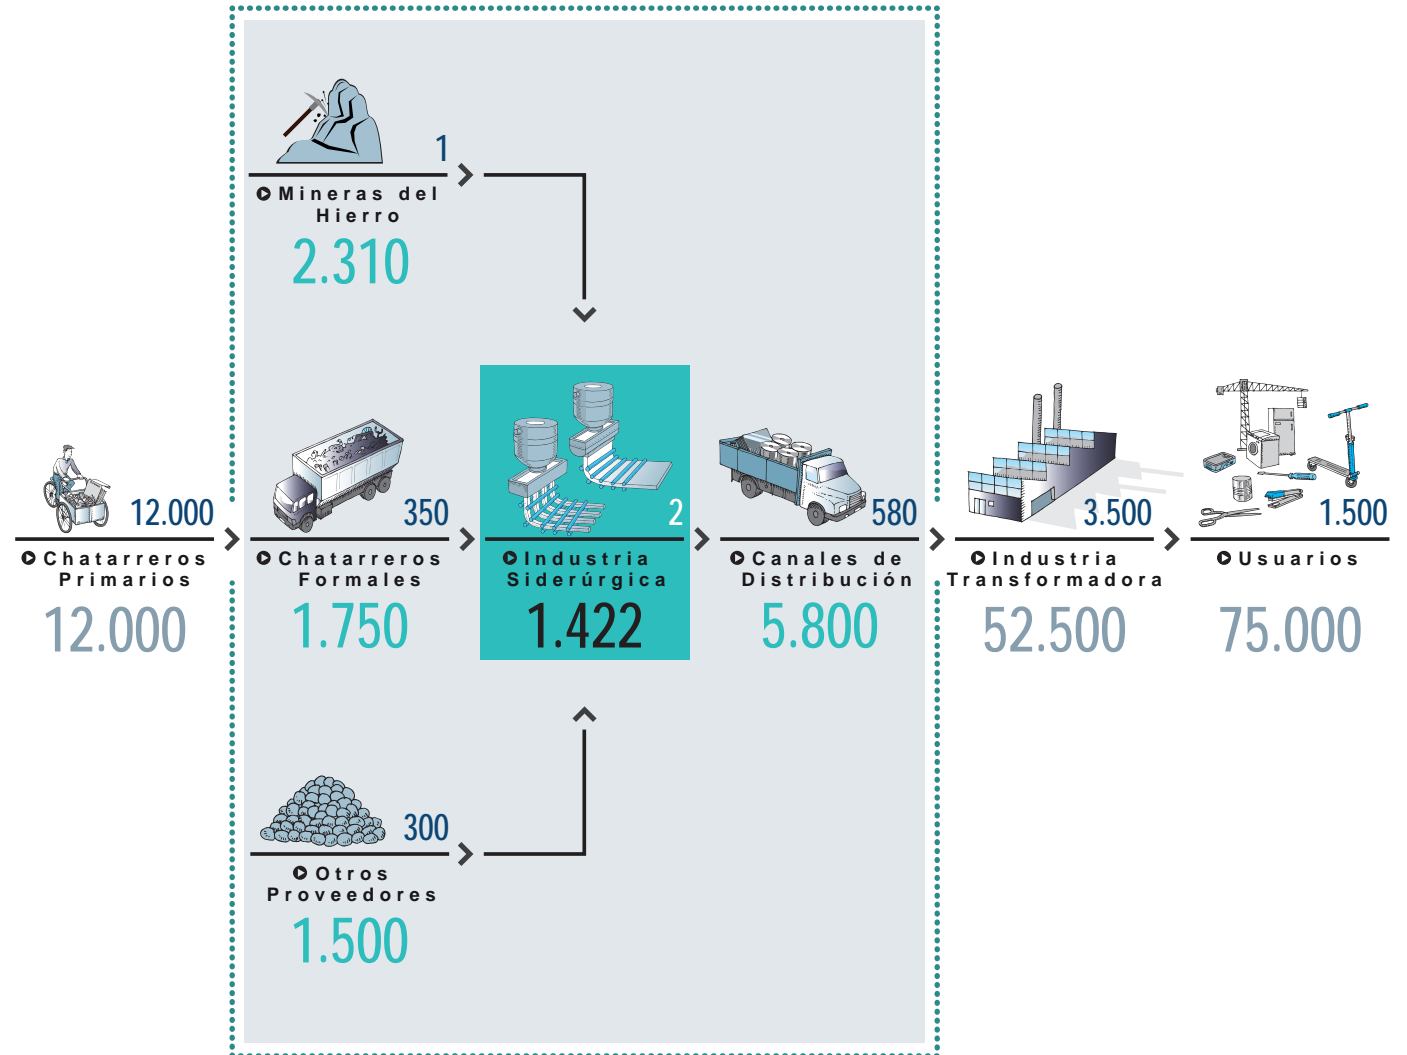 1
Mineras del
Hierro
2.310
12.000
Chatarreros
Primarios
12.000
350
Chatarreros
Formales
1.750
2
Industria
Siderúrgica
1.422
580
Canales de
Distribución
5.800
3.500
Industria
Transformadora
52.500
1.500
Usuarios
75.000
300
Otros
Proveedores
1.500